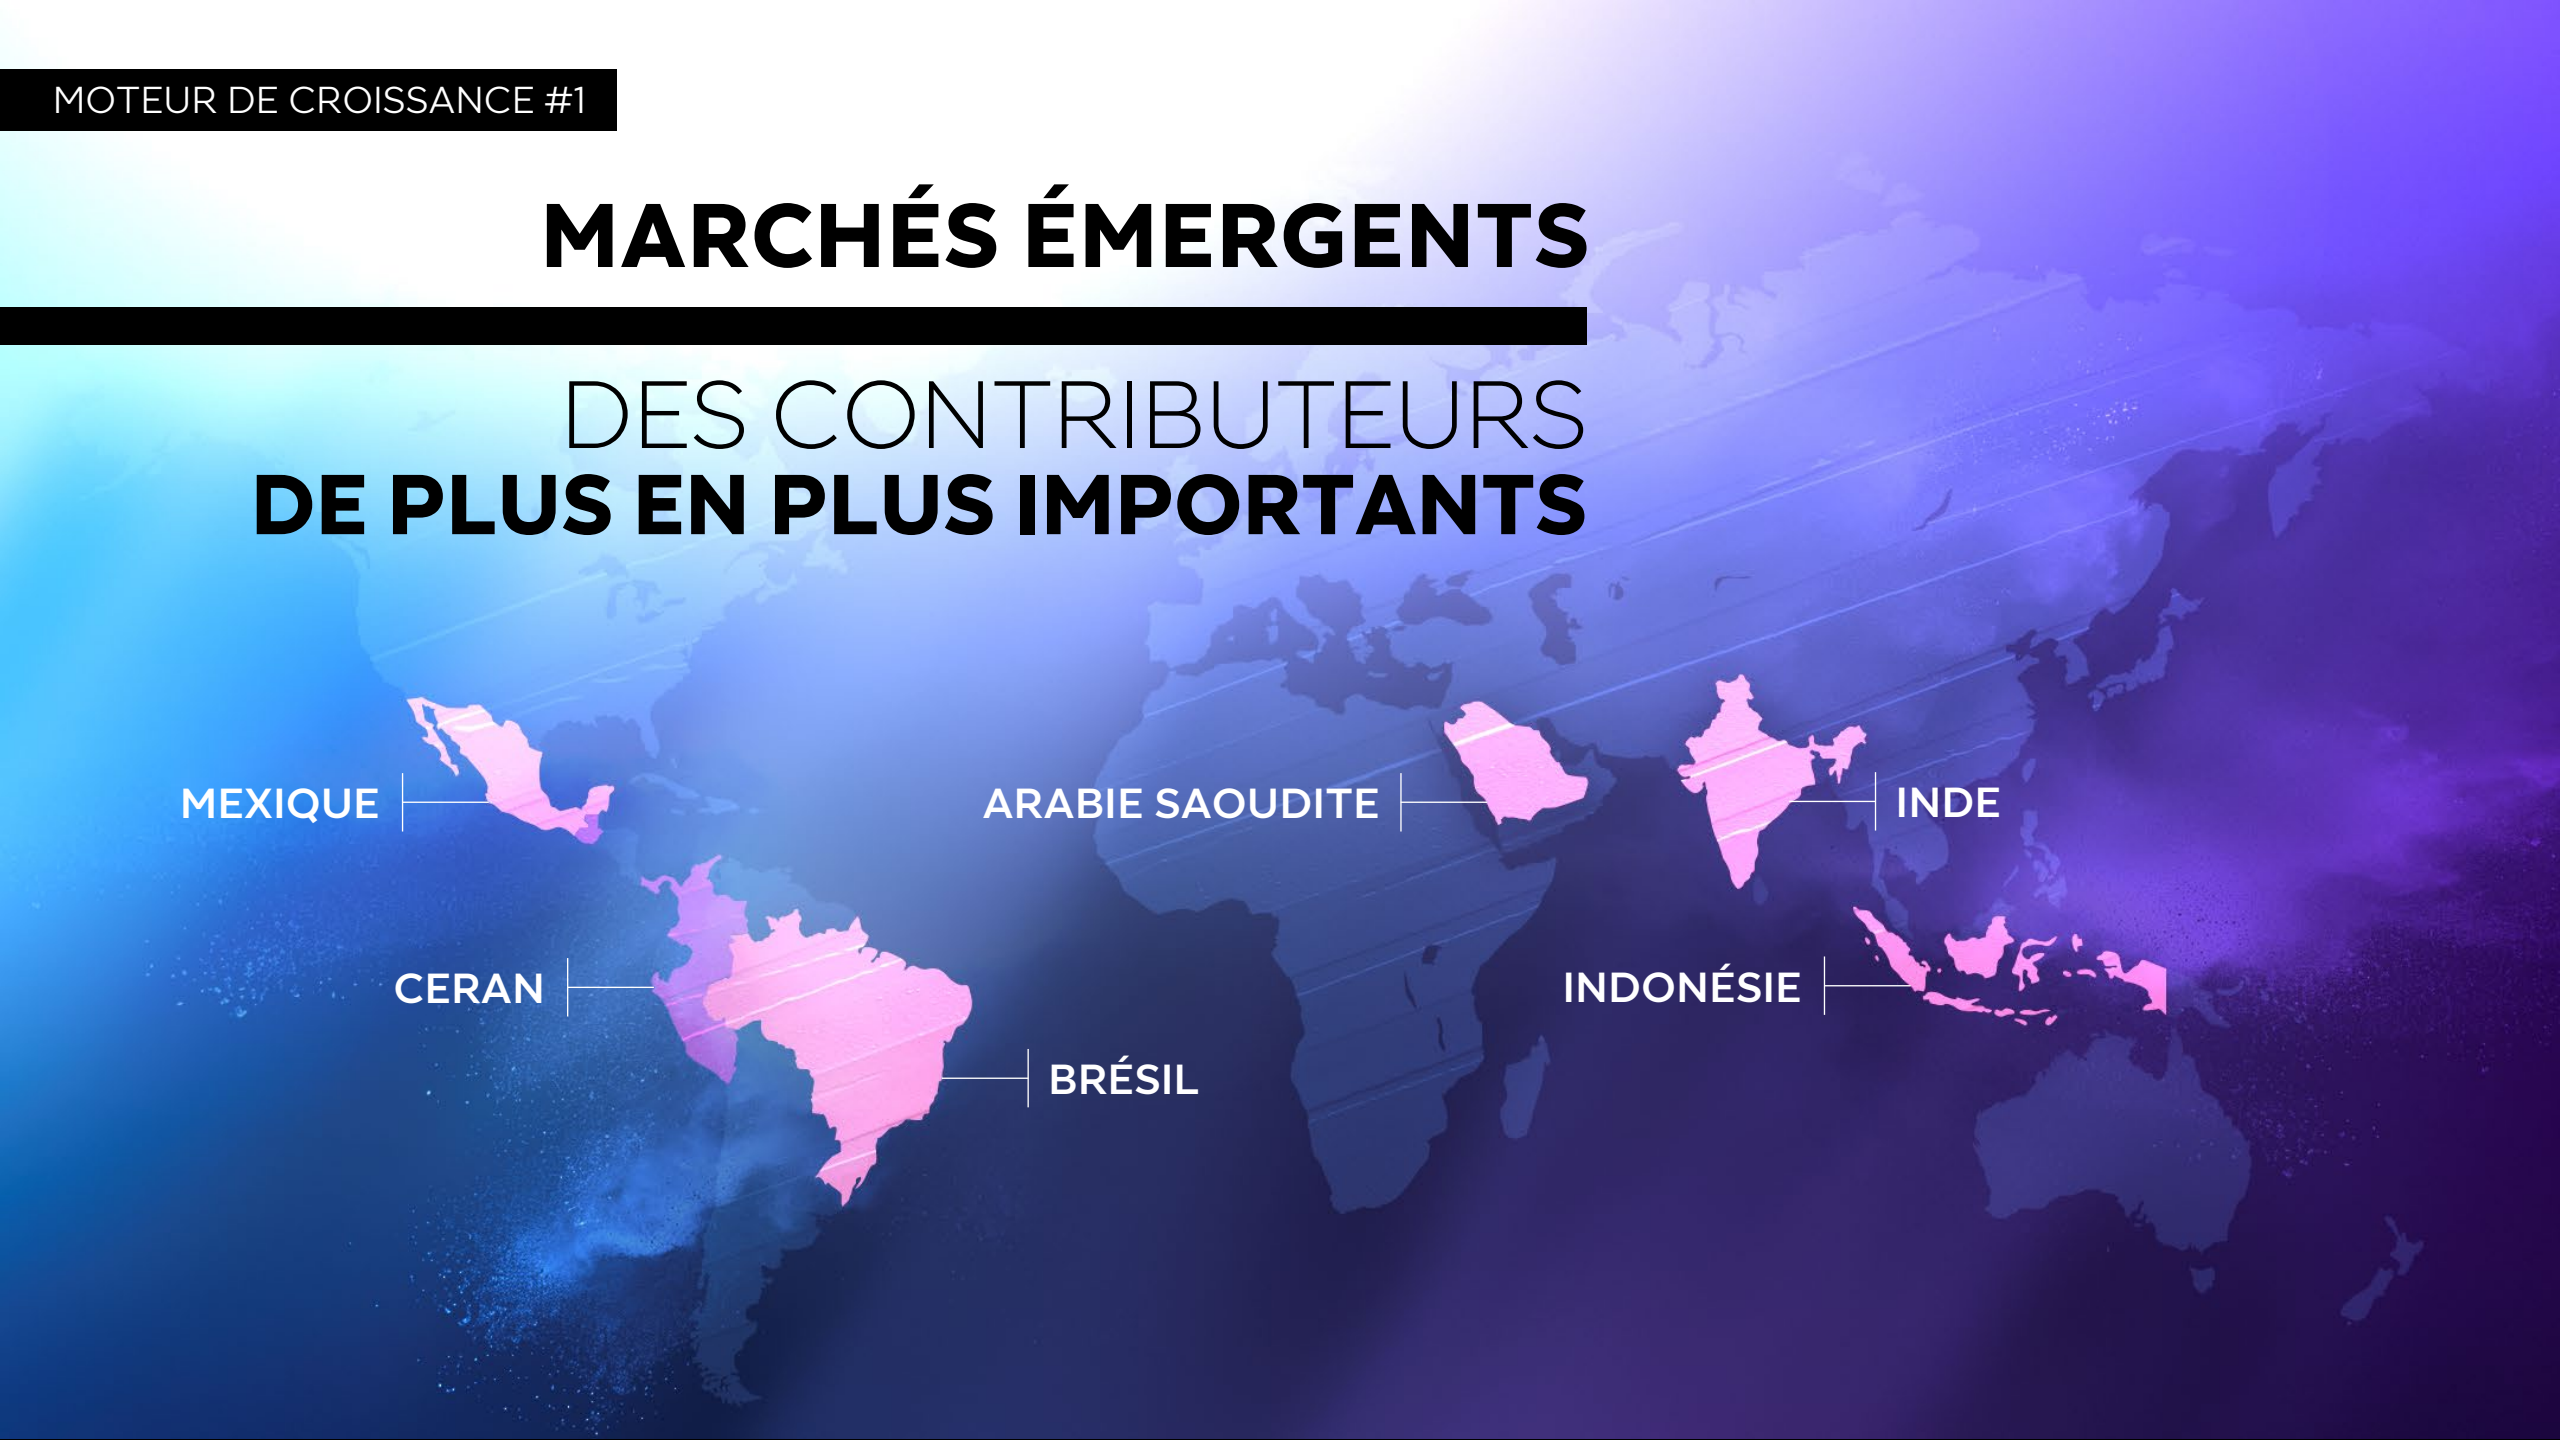 MOTEUR DE CROISSANCE #1
MARCHÉS ÉMERGENTS
DES CONTRIBUTEURS
DE PLUS EN PLUS IMPORTANTS
MEXIQUE
ARABIE SAOUDITE
INDE
CERAN
INDONÉSIE
BRÉSIL